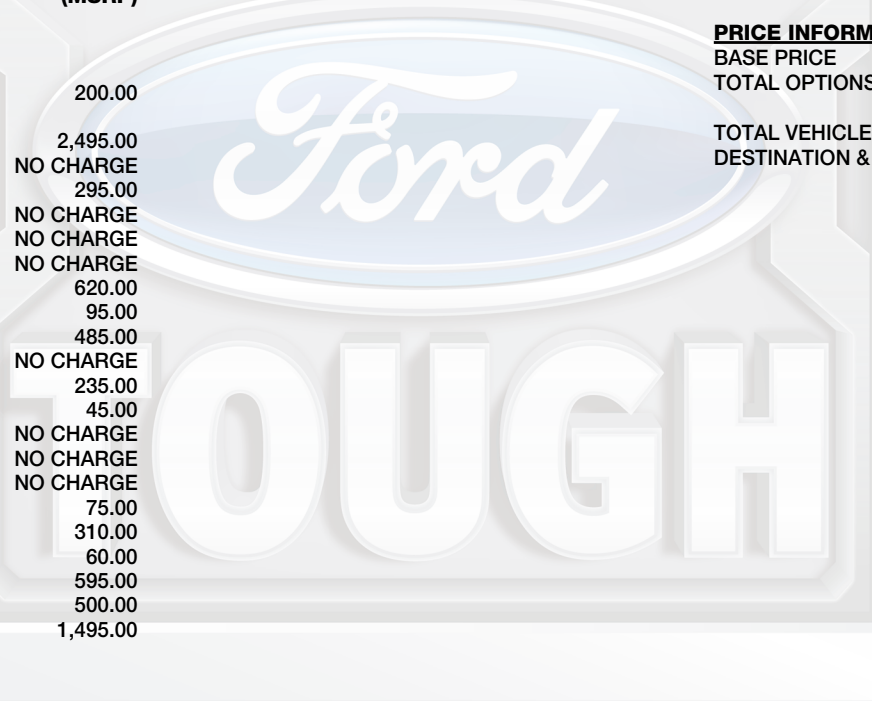 (MSRP)
200.00
2,495.00
NO CHARGE
295.00
NO CHARGE
NO CHARGE
NO CHARGE
620.00
95.00
485.00
NO CHARGE
235.00
45.00
NO CHARGE
NO CHARGE
NO CHARGE
75.00
310.00
60.00
595.00
500.00
1,495.00
PRICE INFORM
BASE PRICE
TOTAL OPTIONS
TOTAL VEHICLE
DESTINATION &
Ford
TOUGH